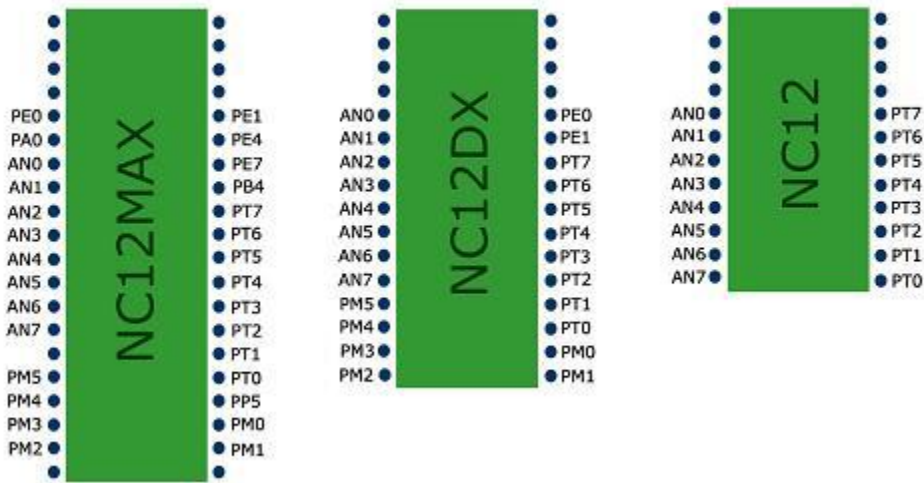 PE0 PE1
PA0 PE4
AN0 PE7
AN1 PB4
AN2 PT7
AN3 PT6
AN4 PT5
AN5 PT4
AN6 PT3
AN7 PT2
PT1
PM5 PT0
PM4 PP5
PM3 PM0
PM2 PM1
NC12MAX
AN0 PE0
AN1 PE1
AN2 PT7
AN3 PT6
AN4 PT5
AN5 PT4
AN6 PT3
AN7 PT2
PM5 PT1
PM4 PT0
PM3 PM0
PM2 PM1
NC12DX
AN0 PT7
AN1 PT6
AN2 PT5
AN3 PT4
AN4 PT3
AN5 PT2
AN6 PT1
AN7 PT0
NC12